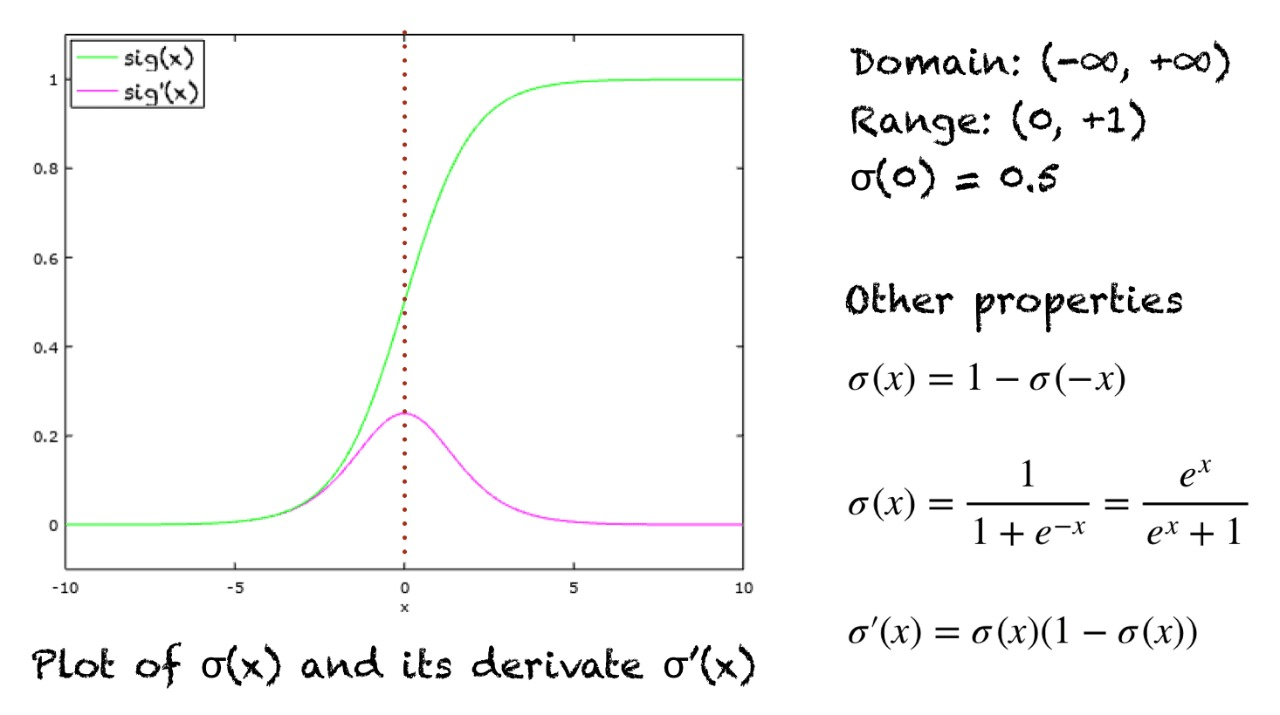 sig(x)
sig'(x)
1
0.8
0.6
0.4
0.2
0
-10 -5 0 5 10
x
Plot of σ(x) and its derivate σ'(x)
Domain: (-∞, +∞)
Range: (0, +1)
σ(0) = 0.5
Other properties
σ(x) = 1 − σ(−x)
σ(x) = 1 / (1 + e^−x) = e^x / (e^x + 1)
σ′(x) = σ(x)(1 − σ(x))